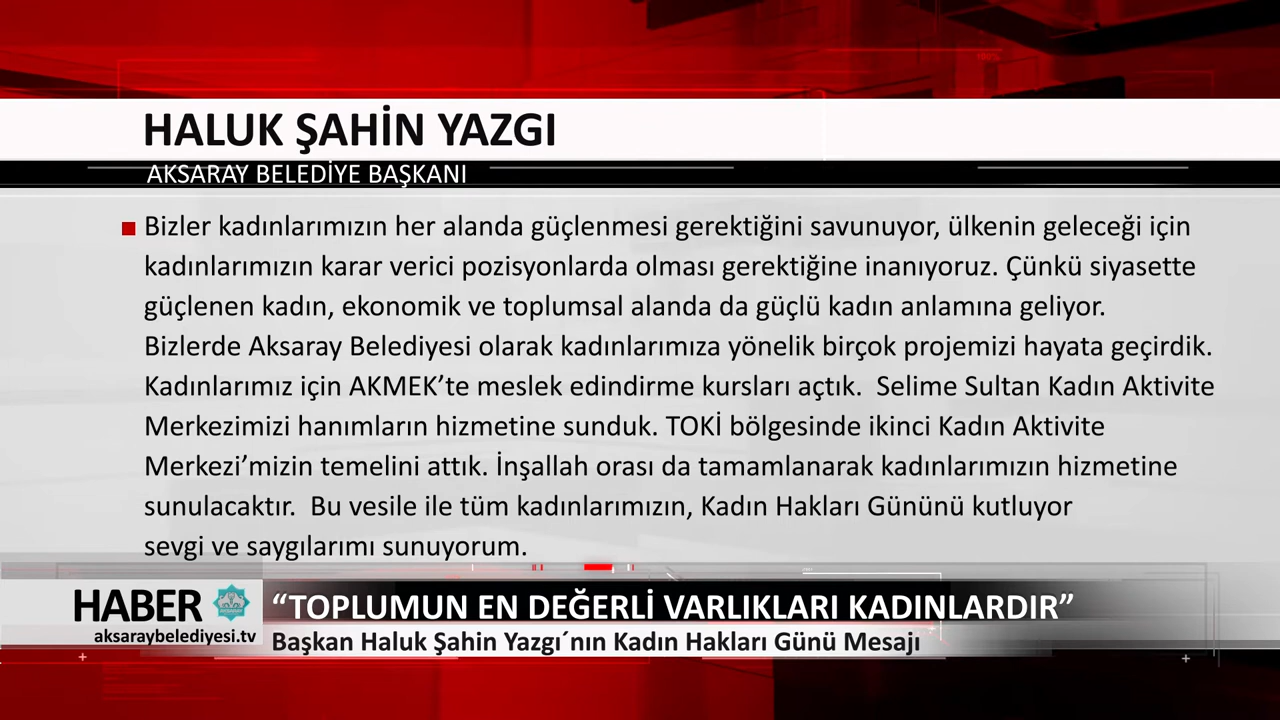 HALUK ŞAHİN YAZGI
AKSARAY BELEDİYE BAŞKANI
Bizler kadınlarımızın her alanda güçlenmesi gerektiğini savunuyor, ülkenin geleceği için
kadınlarımızın karar verici pozisyonlarda olması gerektiğine inanıyoruz. Çünkü siyasette
güçlenen kadın, ekonomik ve toplumsal alanda da güçlü kadın anlamına geliyor.
Bizlerde Aksaray Belediyesi olarak kadınlarımıza yönelik birçok projemizi hayata geçirdik.
Kadınlarımız için AKMEK’te meslek edindirme kursları açtık.  Selime Sultan Kadın Aktivite
Merkezimizi hanımların hizmetine sunduk. TOKİ bölgesinde ikinci Kadın Aktivite
Merkezi’mizin temelini attık. İnşallah orası da tamamlanarak kadınlarımızın hizmetine
sunulacaktır.  Bu vesile ile tüm kadınlarımızın, Kadın Hakları Gününü kutluyor
sevgi ve saygılarımı sunuyorum.
HABER
aksaraybelediyesi.tv
“TOPLUMUN EN DEĞERLİ VARLIKLARI KADINLARDIR”
Başkan Haluk Şahin Yazgı´nın Kadın Hakları Günü Mesajı